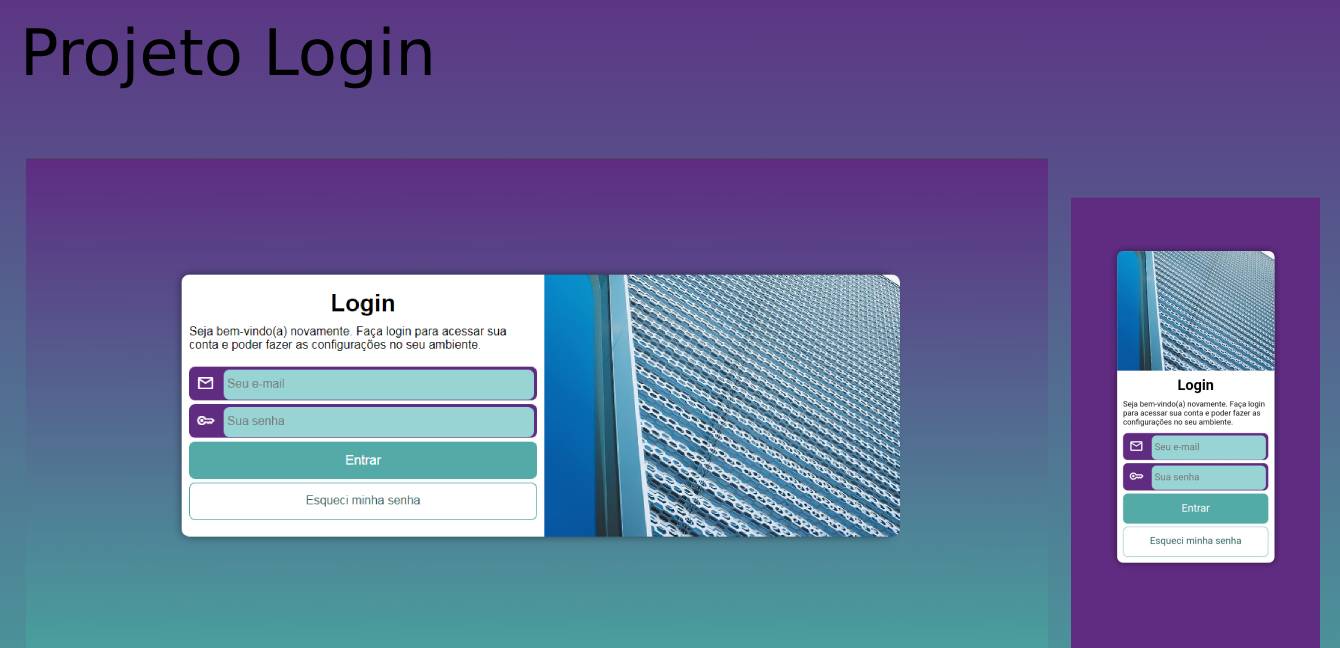 Projeto Login
Login
Seja bem-vindo(a) novamente. Faça login para acessar sua
conta e poder fazer as configurações no seu ambiente.
Seu e-mail
Sua senha
Entrar
Esqueci minha senha
Login
Seja bem-vindo(a) novamente. Faça login
para acessar sua conta e poder fazer as
configurações no seu ambiente.
Seu e-mail
Sua senha
Entrar
Esqueci minha senha